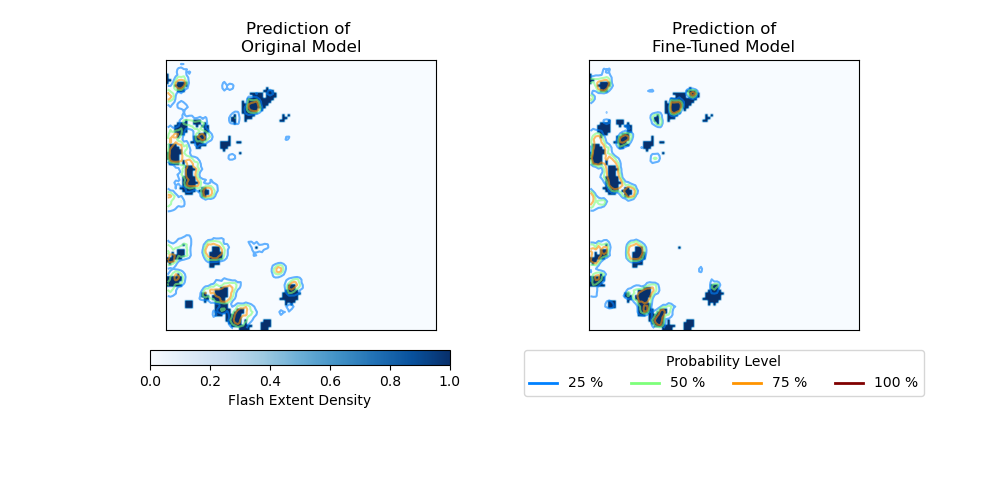 Prediction of
Original Model
Prediction of
Fine-Tuned Model
0.0 0.2 0.4 0.6 0.8 1.0
Flash Extent Density
Probability Level
25 % 50 % 75 % 100 %